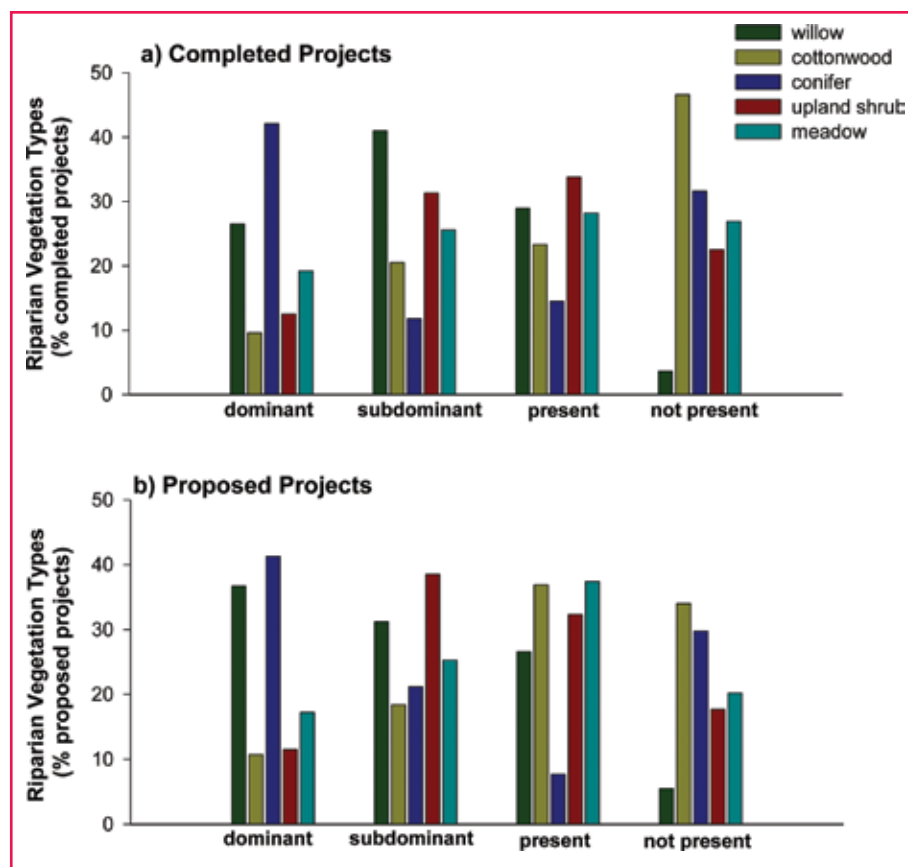 willow
cottonwood
conifer
upland shrub
meadow
a) Completed Projects
Riparian Vegetation Types
(% completed projects)
50
40
30
20
10
0
dominant subdominant present not present
b) Proposed Projects
Riparian Vegetation Types
(% proposed projects)
50
40
30
20
10
0
dominant subdominant present not present